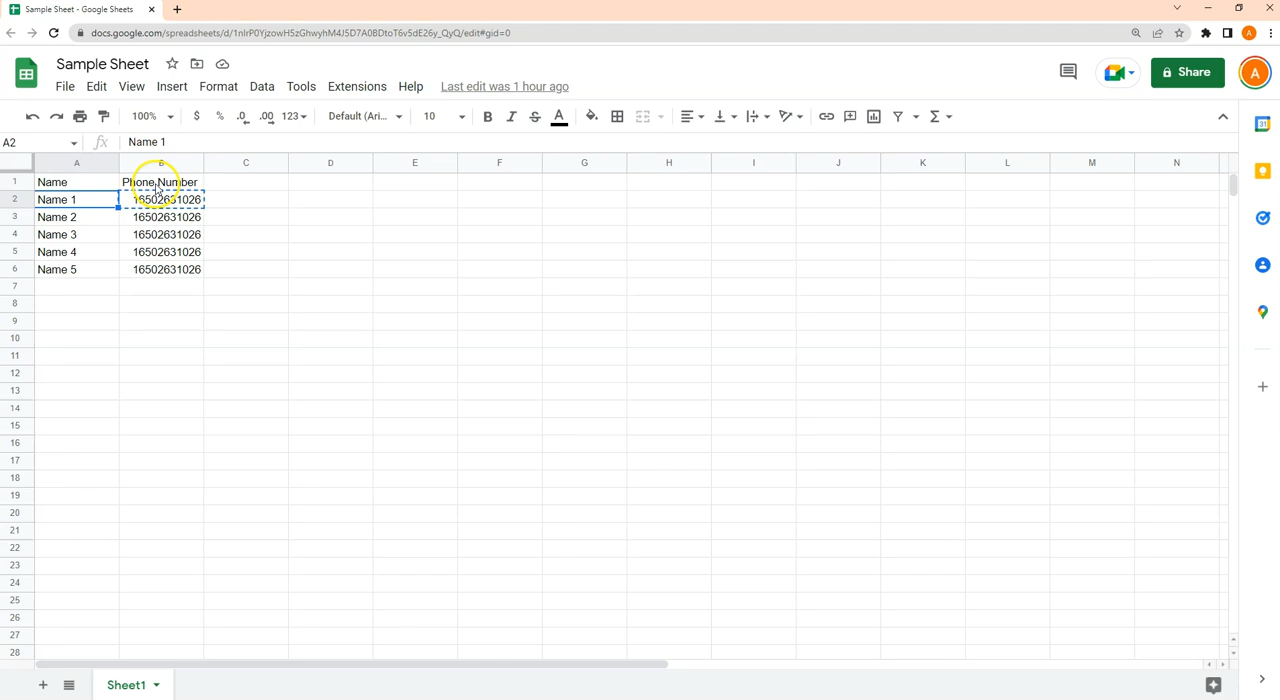 Sample Sheet - Google Sheets
docs.google.com/spreadsheets/d/1nIrP0YjzowH5zGhwyhM4J5D7A0BDtoT6v5dE26y_QyQ/edit#gid=0
A
Sample Sheet
File Edit View Insert Format Data Tools Extensions Help Last edit was 1 hour ago
Share
A
100% $ % .0 .00 123 Default (Ari... 10 B I S A
31
A2 fx Name 1
A B C D E F G H I J K L M N
1 Name Phone Number
2 Name 1 16502631026
3 Name 2 16502631026
4 Name 3 16502631026
5 Name 4 16502631026
6 Name 5 16502631026
7
8
9
10
11
12
13
14
15
16
17
18
19
20
21
22
23
24
25
26
27
28
Sheet1